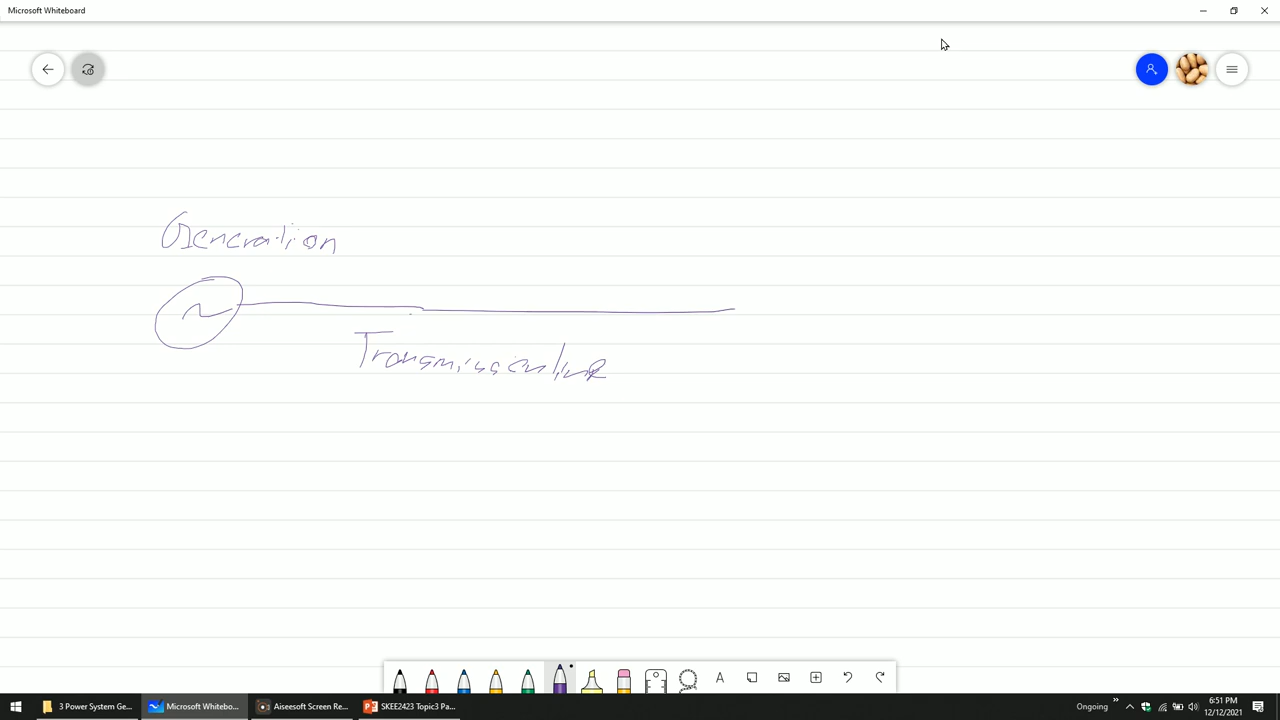 Microsoft Whiteboard
Generation
Transmission line
A
3 Power System Ge...
Microsoft Whitebo...
Aiseesoft Screen Re...
SKEE2423 Topic3 Pa...
Ongoing
6:51 PM
12/12/2021